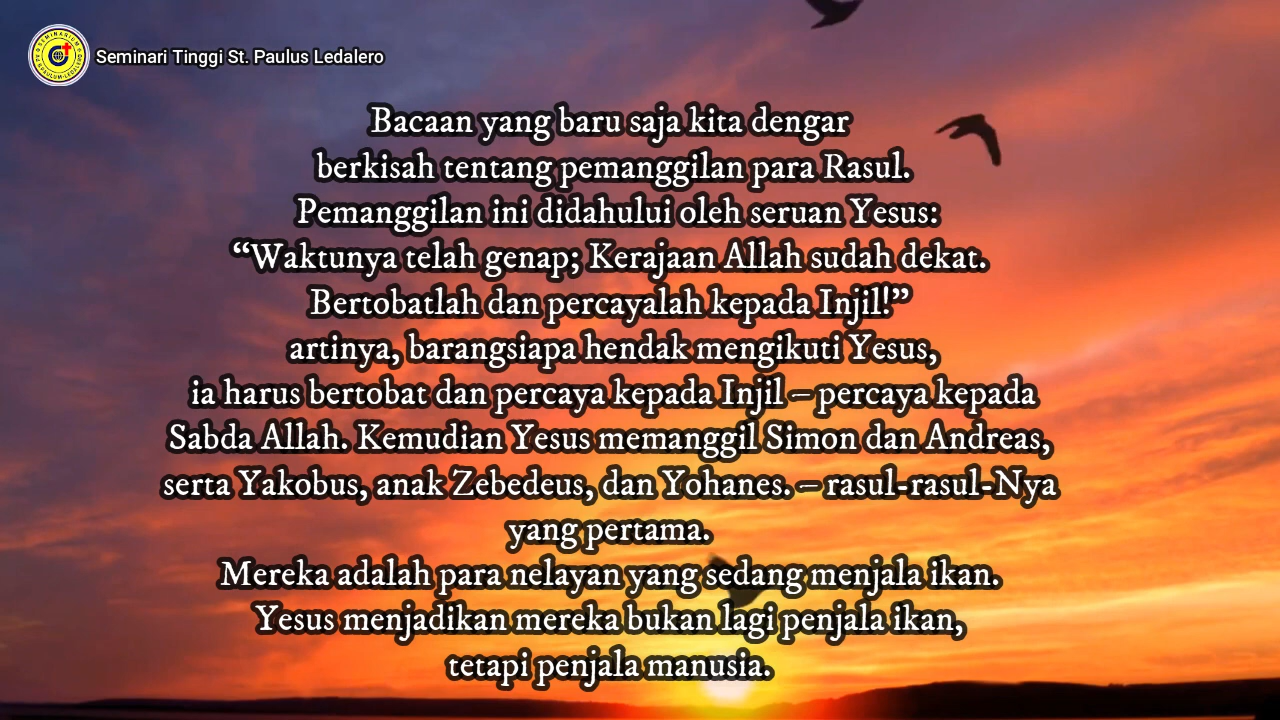 Seminari Tinggi St. Paulus Ledalero
Bacaan yang baru saja kita dengar
berkisah tentang pemanggilan para Rasul.
Pemanggilan ini didahului oleh seruan Yesus:
“Waktunya telah genap; Kerajaan Allah sudah dekat.
Bertobatlah dan percayalah kepada Injil!”
artinya, barangsiapa hendak mengikuti Yesus,
ia harus bertobat dan percaya kepada Injil – percaya kepada
Sabda Allah. Kemudian Yesus memanggil Simon dan Andreas,
serta Yakobus, anak Zebedeus, dan Yohanes. – rasul-rasul-Nya
yang pertama.
Mereka adalah para nelayan yang sedang menjala ikan.
Yesus menjadikan mereka bukan lagi penjala ikan,
tetapi penjala manusia.